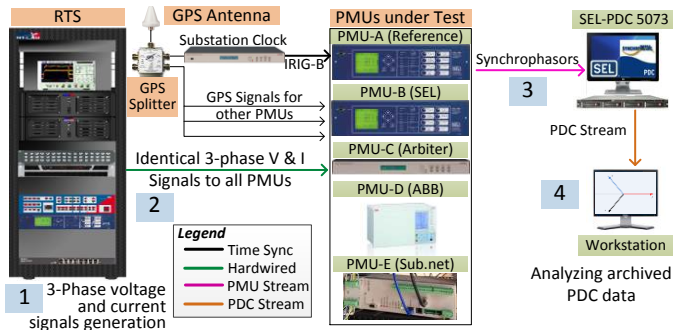 RTS
GPS Antenna
PMUs under Test
SEL-PDC 5073
Substation Clock
IRIG-B
GPS
Splitter
GPS Signals for
other PMUs
PMU-A (Reference)
PMU-B (SEL)
PMU-C (Arbiter)
PMU-D (ABB)
PMU-E (Sub.net)
Synchrophasors
3
SEL
PDC
PDC Stream
4
Workstation
Analyzing archived
PDC data
Identical 3-phase V & I
Signals to all PMUs
2
Legend
Time Sync
Hardwired
PMU Stream
PDC Stream
1
3-Phase voltage
and current
signals generation